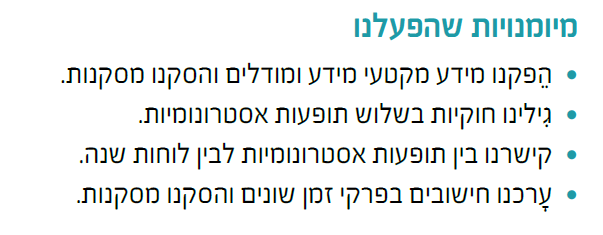 מיומנויות שהפעלנו
• הֵפקנו מידע מקטעי מידע ומודלים והסקנו מסקנות.
• גִילינו חוקיות בשלוש תופעות אסטרונומיות.
• קישרנו בין תופעות אסטרונומיות לבין לוחות שנה.
• עָרכנו חישובים בפרקי זמן שונים והסקנו מסקנות.